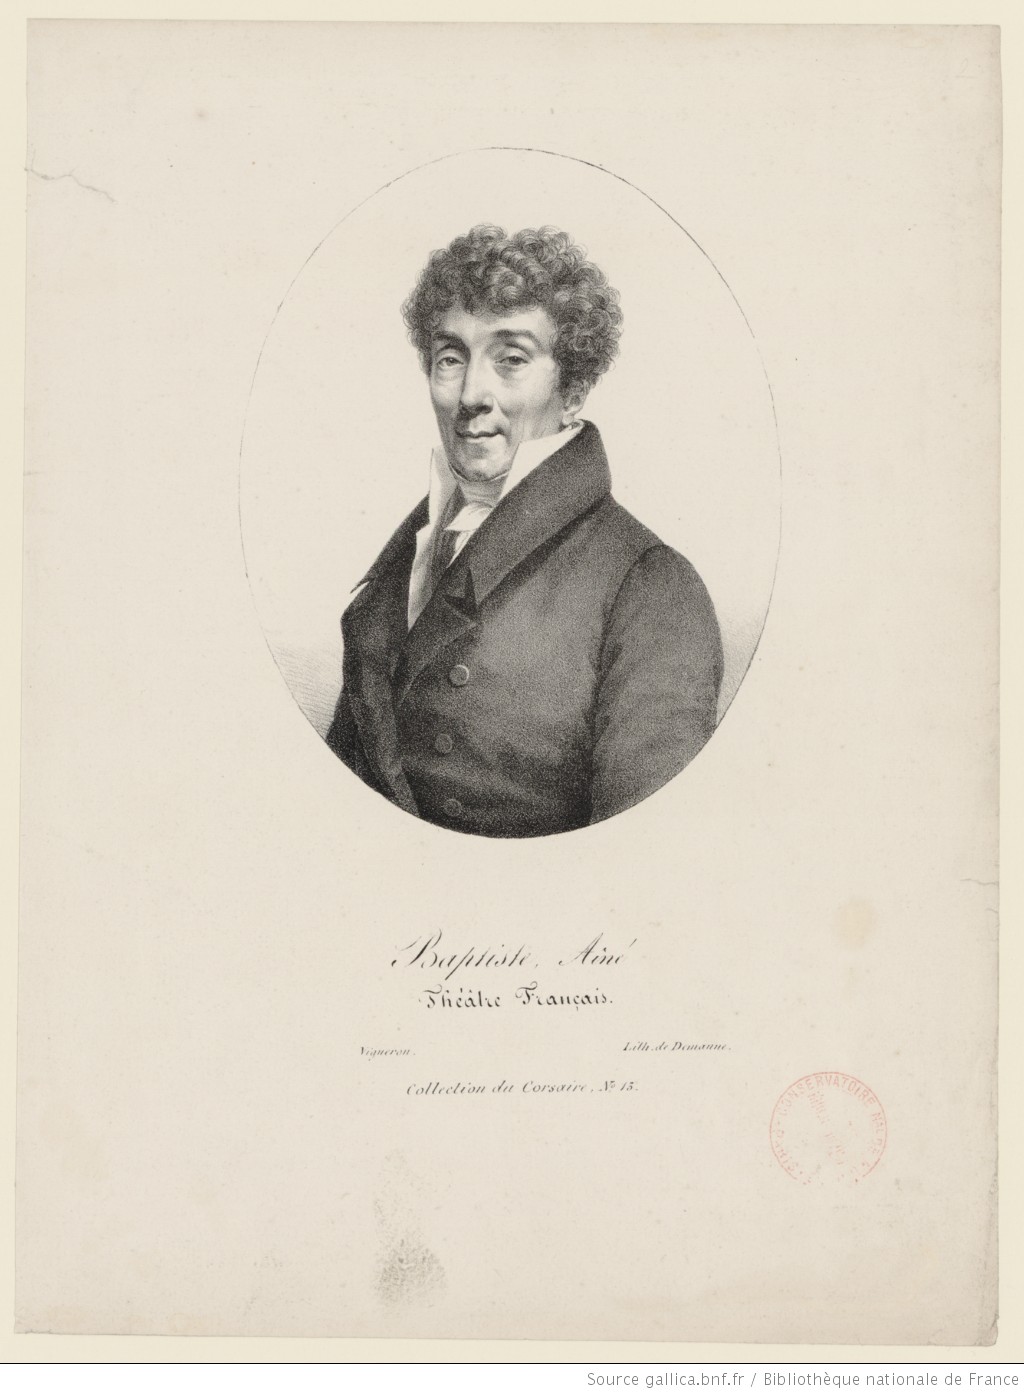 Baptiste, Aîné
Théâtre Français.
Vigneron.
Lith. de Demanne.
Collection du Corsaire, No. 15.
CONSERVATOIRE
Source gallica.bnf.fr / Bibliothèque nationale de France